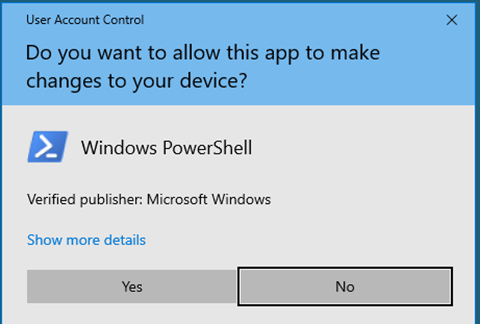 User Account Control
Do you want to allow this app to make
changes to your device?
Windows PowerShell
Verified publisher: Microsoft Windows
Show more details
Yes
No